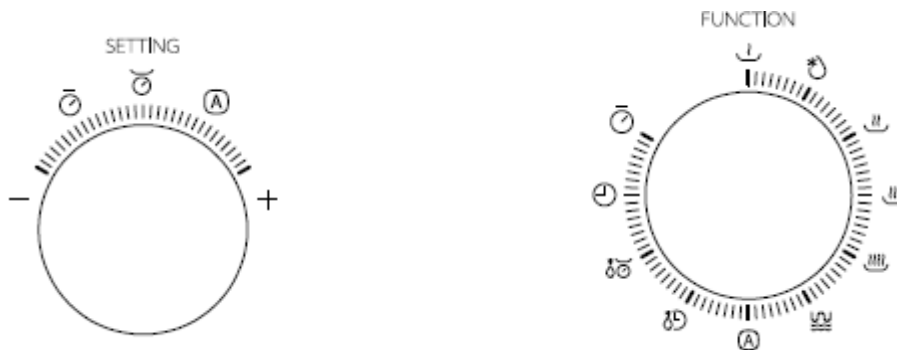 SETTING
FUNCTION
A
− +
A